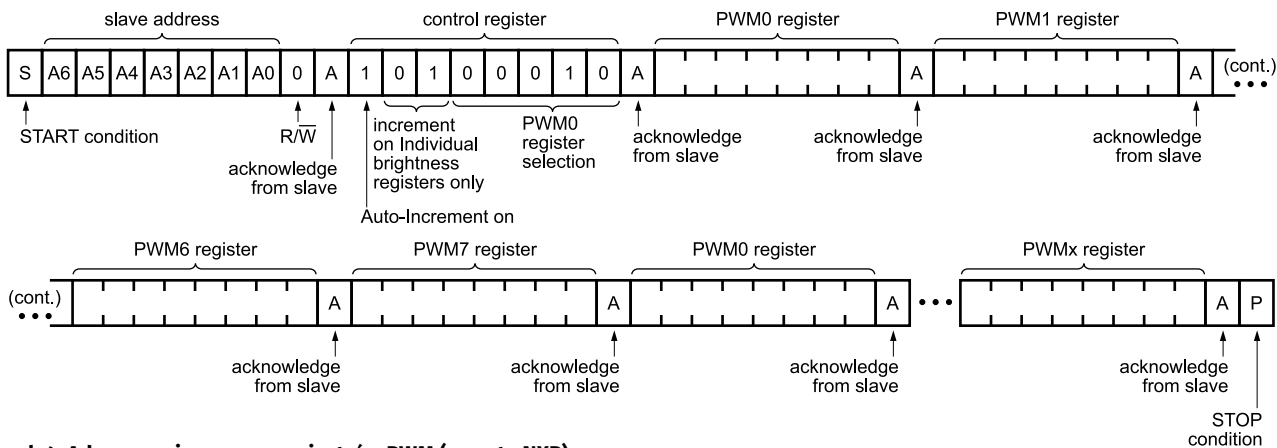 slave address control register PWM0 register PWM1 register
S A6 A5 A4 A3 A2 A1 A0 0 A 1 0 1 0 0 0 1 0 A A A (cont.)
START condition
R/W
acknowledge
from slave
increment
on Individual
brightness
registers only
PWM0
register
selection
acknowledge
from slave
acknowledge
from slave
acknowledge
from slave
Auto-Increment on
PWM6 register PWM7 register PWM0 register PWMx register
(cont.) A A A A P
acknowledge
from slave
acknowledge
from slave
acknowledge
from slave
acknowledge
from slave
STOP
condition
PWM
NXP)